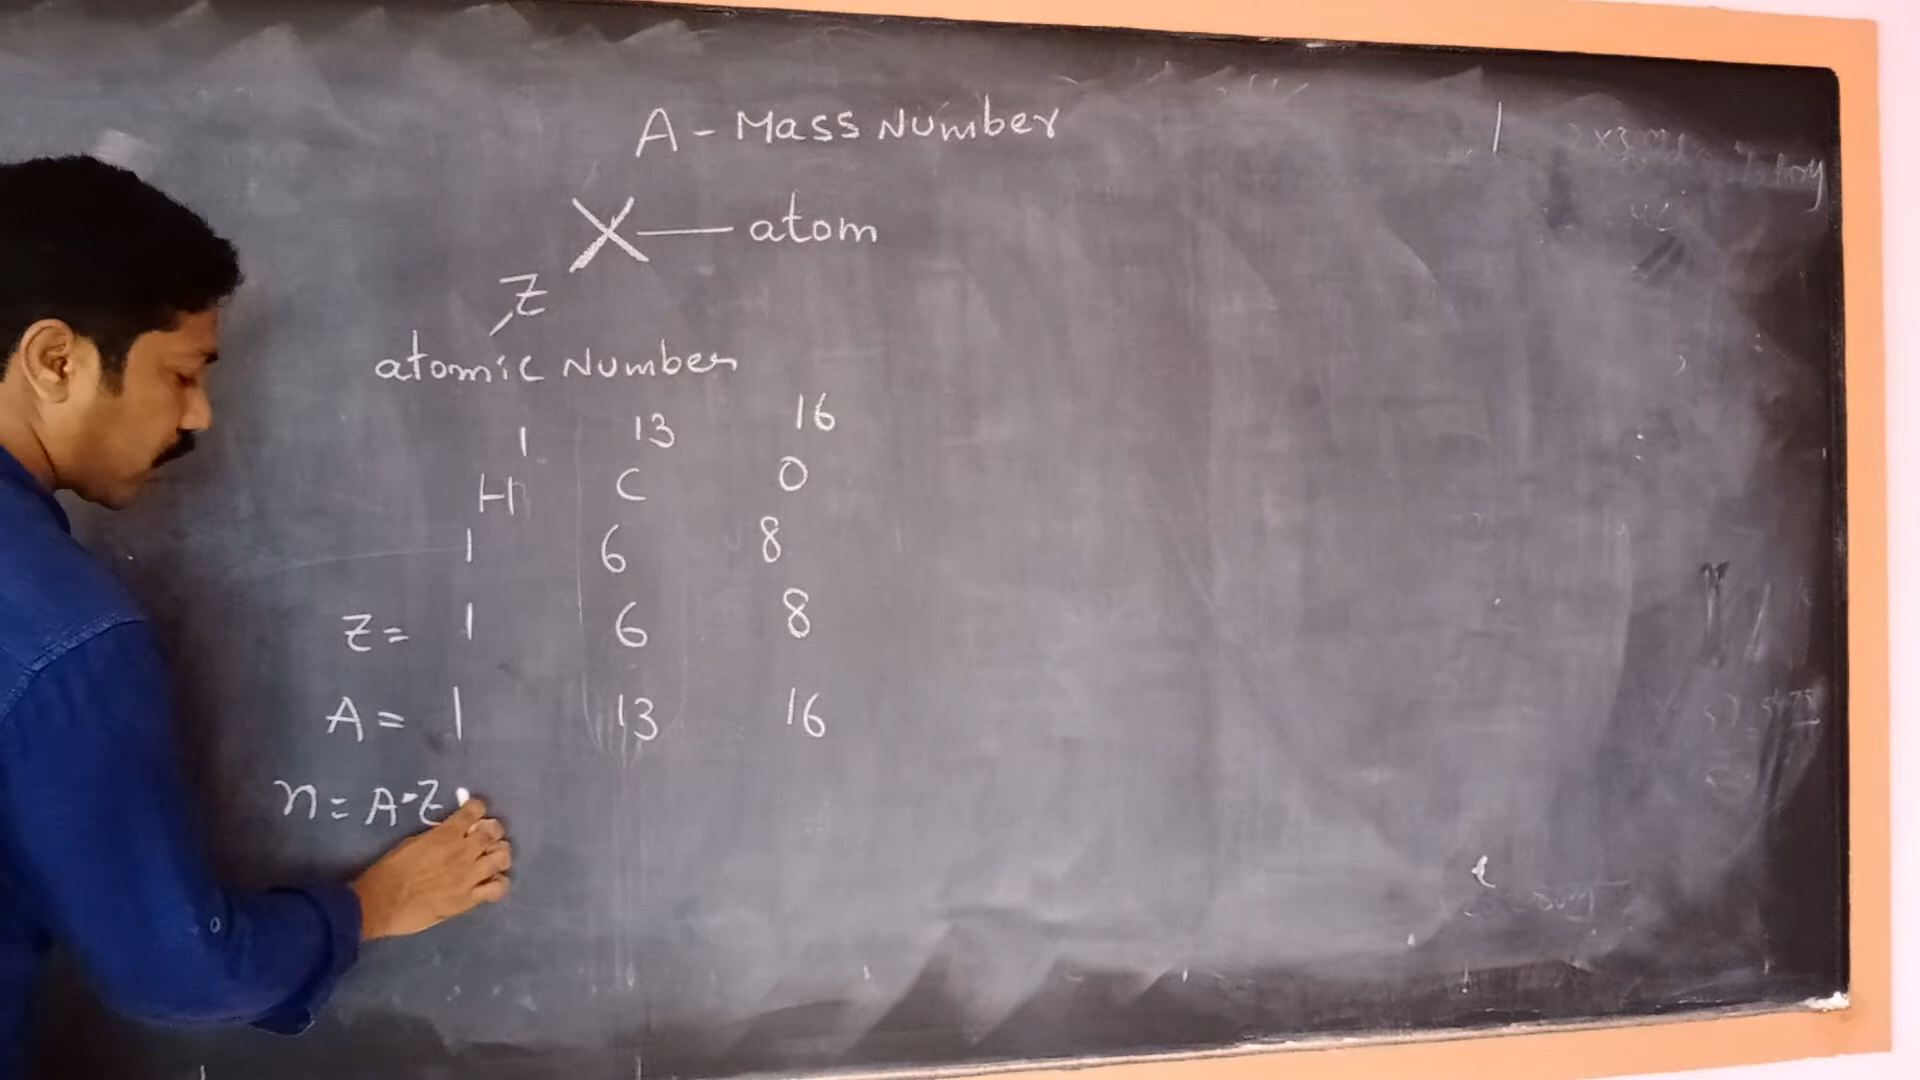 A - Mass Number
X — atom
Z
atomic Number
1 13 16
H C O
1 6 8
Z = 1 6 8
A = 1 13 16
n = A-Z